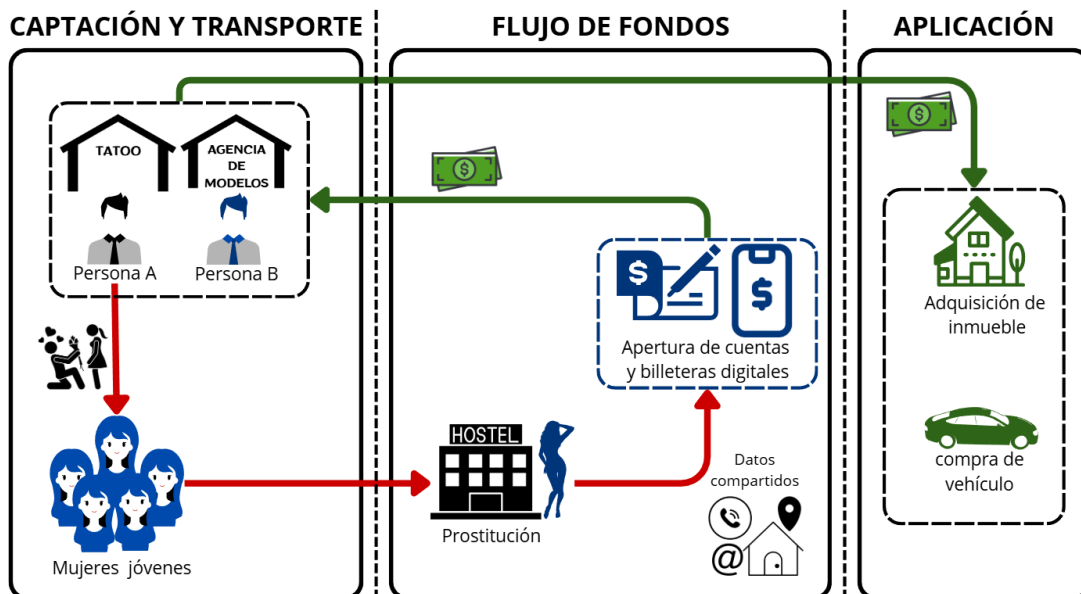 CAPTACIÓN Y TRANSPORTE
FLUJO DE FONDOS
APLICACIÓN
TATOO
AGENCIA
DE
MODELOS
Persona A
Persona B
Mujeres jóvenes
HOSTEL
Prostitución
$
$
$
Apertura de cuentas
y billeteras digitales
Datos
compartidos
@
$
Adquisición de
inmueble
compra de
vehículo